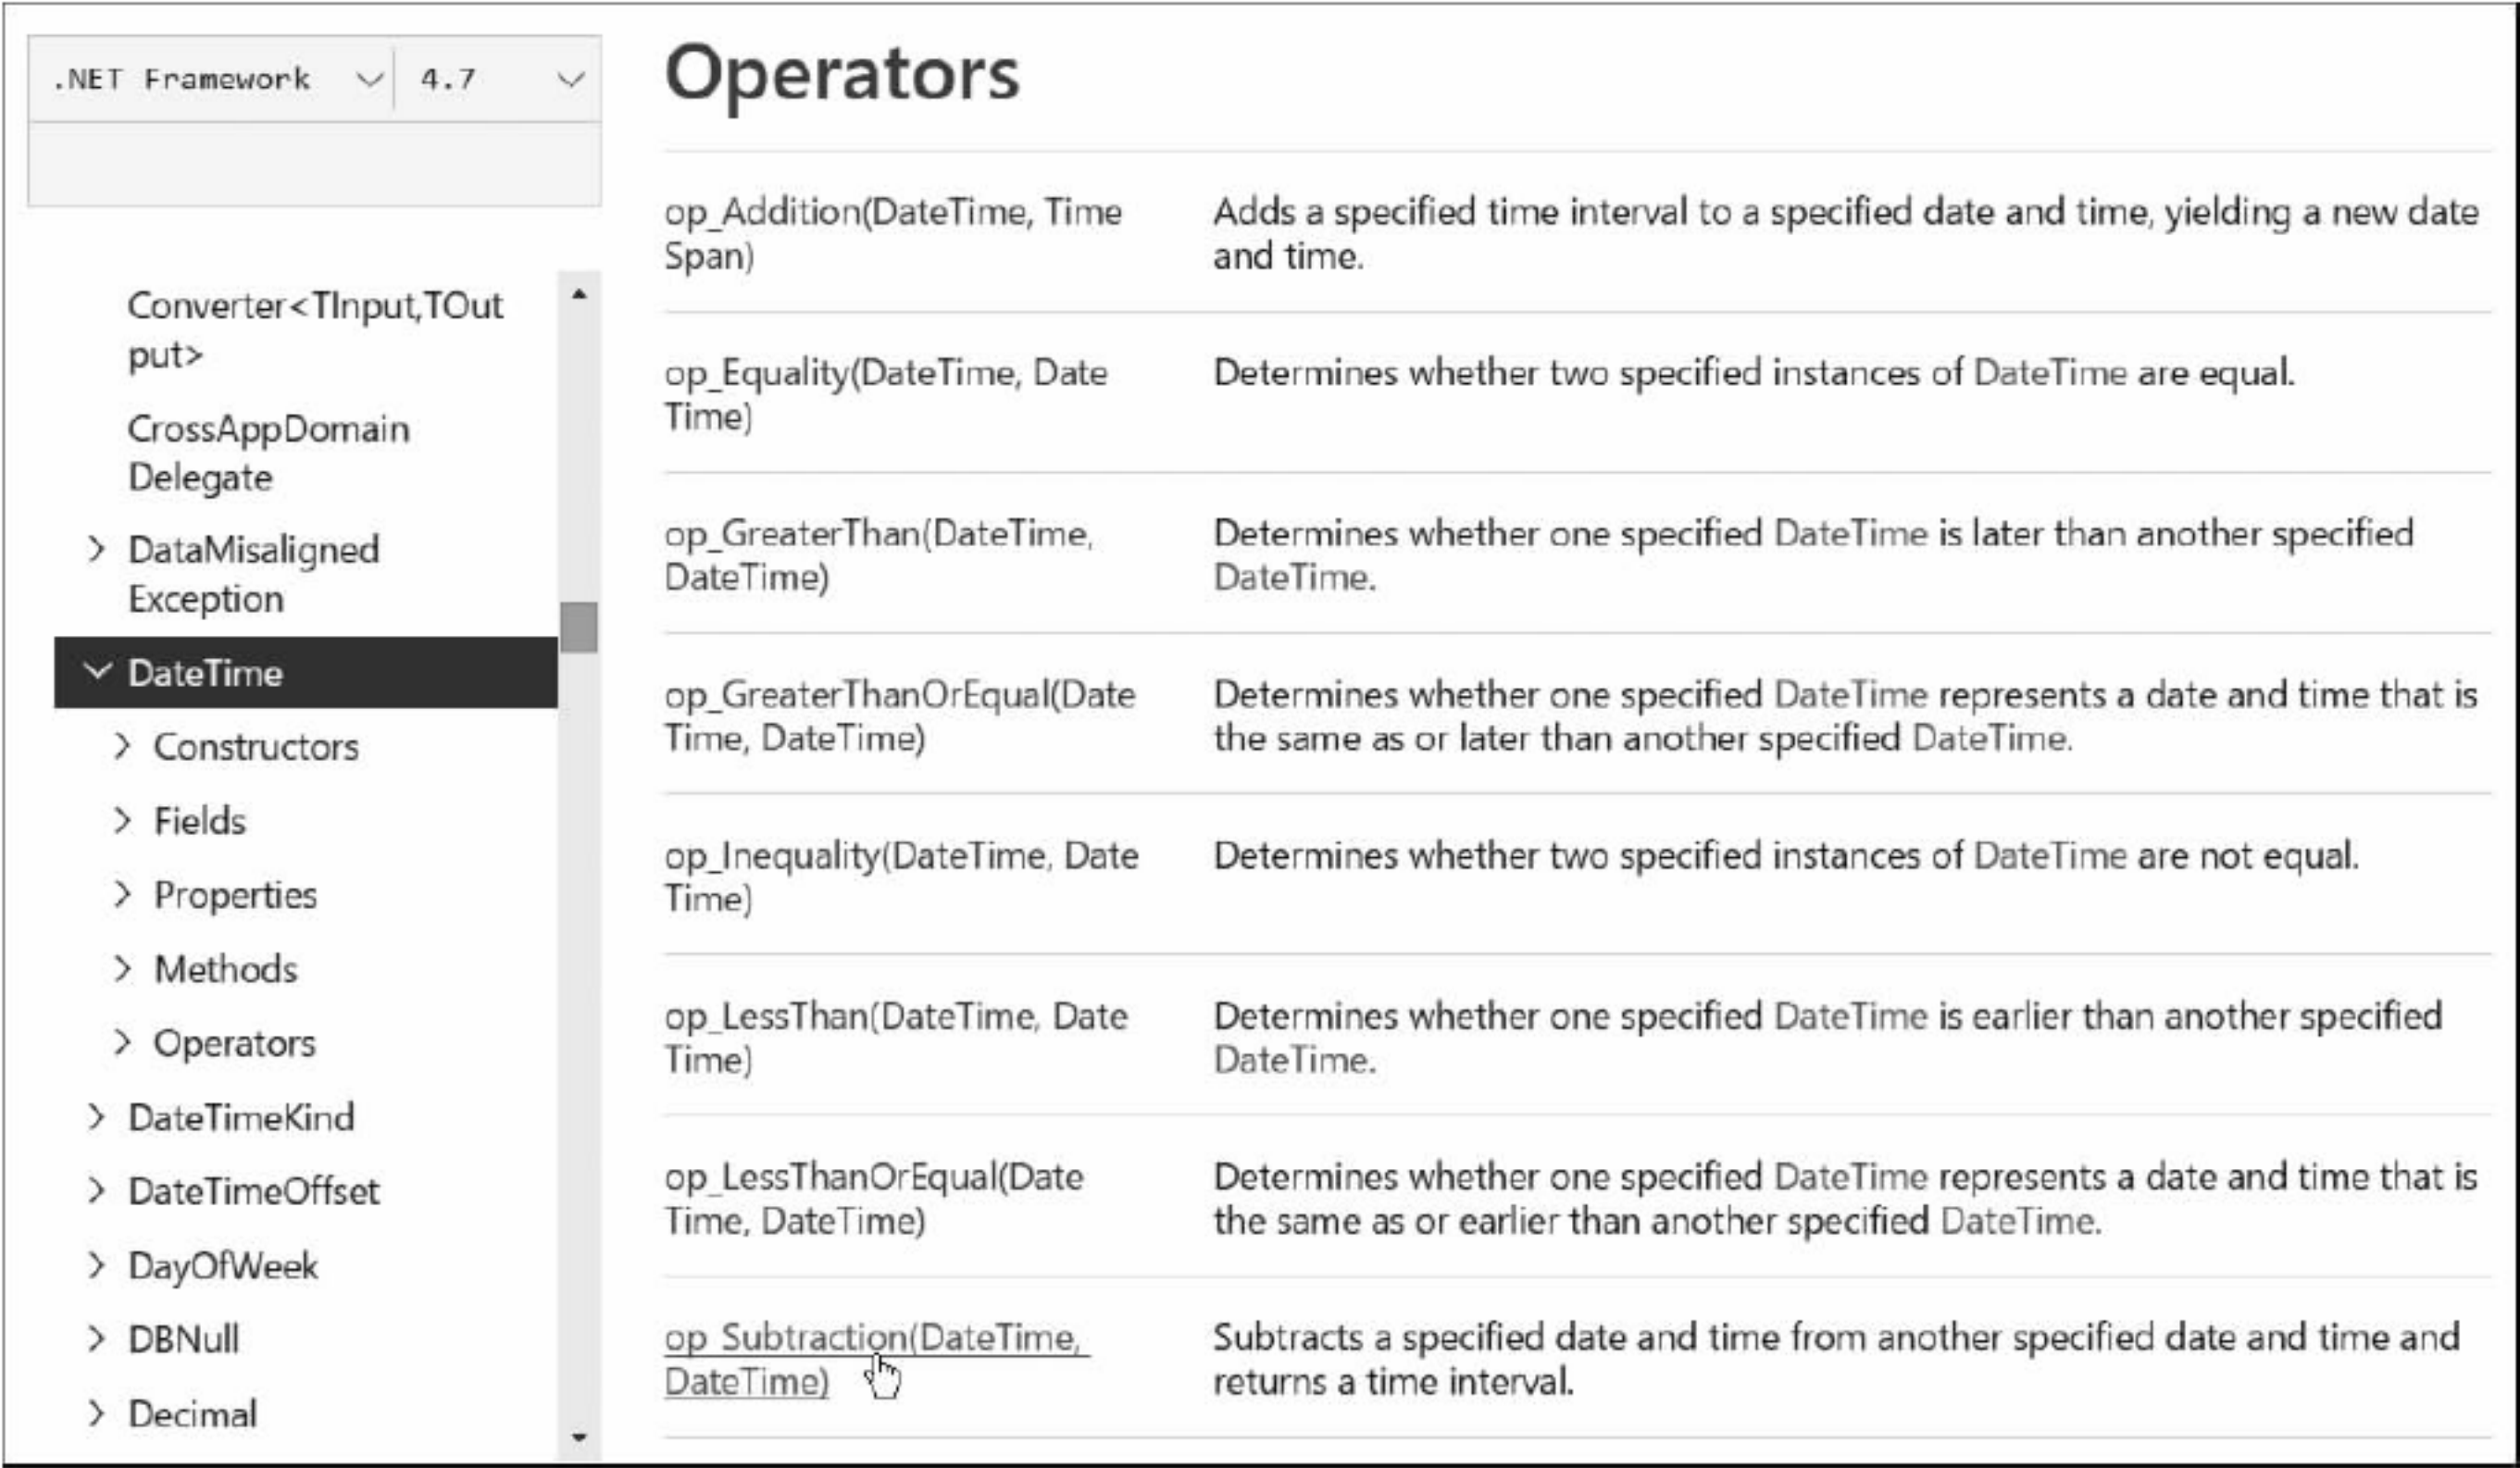 .NET Framework 4.7
Converter<TInput,TOut
put>
CrossAppDomain
Delegate
DataMisaligned
Exception
DateTime
Constructors
Fields
Properties
Methods
Operators
DateTimeKind
DateTimeOffset
DayOfWeek
DBNull
Decimal
Operators
op_Addition(DateTime, Time
Span)
Adds a specified time interval to a specified date and time, yielding a new date
and time.
op_Equality(DateTime, Date
Time)
Determines whether two specified instances of DateTime are equal.
op_GreaterThan(DateTime,
DateTime)
Determines whether one specified DateTime is later than another specified
DateTime.
op_GreaterThanOrEqual(Date
Time, DateTime)
Determines whether one specified DateTime represents a date and time that is
the same as or later than another specified DateTime.
op_Inequality(DateTime, Date
Time)
Determines whether two specified instances of DateTime are not equal.
op_LessThan(DateTime, Date
Time)
Determines whether one specified DateTime is earlier than another specified
DateTime.
op_LessThanOrEqual(Date
Time, DateTime)
Determines whether one specified DateTime represents a date and time that is
the same as or earlier than another specified DateTime.
op_Subtraction(DateTime,
DateTime)
Subtracts a specified date and time from another specified date and time and
returns a time interval.